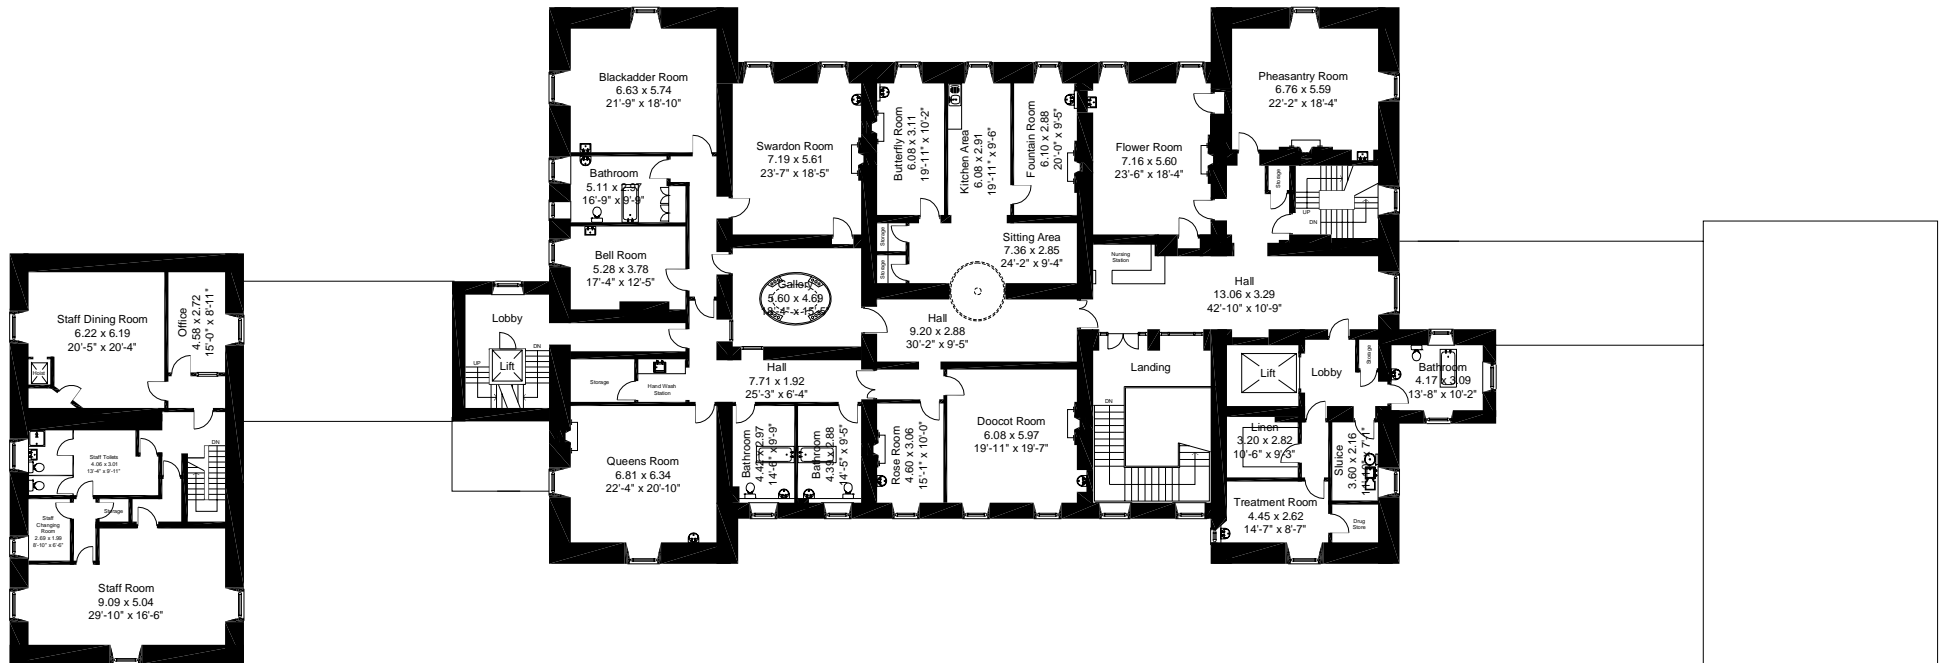 Blackadder Room
6.63 x 5.74
21'-9" x 18'-10"
Pheasantry Room
6.76 x 5.59
22'-2" x 18'-4"
Swardon Room
7.19 x 5.61
23'-7" x 18'-5"
Butterfly Room
6.08 x 3.11
19'-11" x 10'-2"
Kitchen Area
6.08 x 2.91
19'-11" x 9'-6"
Fountain Room
6.10 x 2.88
20'-0" x 9'-5"
Flower Room
7.16 x 5.60
23'-6" x 18'-4"
Bathroom
5.11 x 2.97
16'-9" x 9'-9"
Storage
UP
DN
Bell Room
5.28 x 3.78
17'-4" x 12'-5"
Storage
Storage
Sitting Area
7.36 x 2.85
24'-2" x 9'-4"
Nursing
Station
Hall
13.06 x 3.29
42'-10" x 10'-9"
Gallery
5.60 x 4.69
Hall
9.20 x 2.88
30'-2" x 9'-5"
Staff Dining Room
6.22 x 6.19
20'-5" x 20'-4"
Hoist
Office
4.58 x 2.72
15'-0" x 8'-11"
Lobby
UP
DN
Lift
Storage
Hand Wash
Station
Hall
7.71 x 1.92
25'-3" x 6'-4"
Landing
DN
Lift
Lobby
Storage
Bathroom
4.17 x 3.09
13'-8" x 10'-2"
Staff Toilets
4.06 x 3.01
13'-4" x 9'-11"
DN
Storage
Staff
Changing
Room
2.69 x 1.99
8'-10" x 6'-6"
Queens Room
6.81 x 6.34
22'-4" x 20'-10"
Bathroom
4.42 x 2.97
14'-6" x 9'-9"
Bathroom
4.39 x 2.88
14'-5" x 9'-5"
Rose Room
4.60 x 3.06
15'-1" x 10'-0"
Doocot Room
6.08 x 5.97
19'-11" x 19'-7"
Linen
3.20 x 2.82
10'-6" x 9'-3"
Sluice
3.60 x 2.16
Treatment Room
4.45 x 2.62
14'-7" x 8'-7"
Drug
Store
Staff Room
9.09 x 5.04
29'-10" x 16'-6"